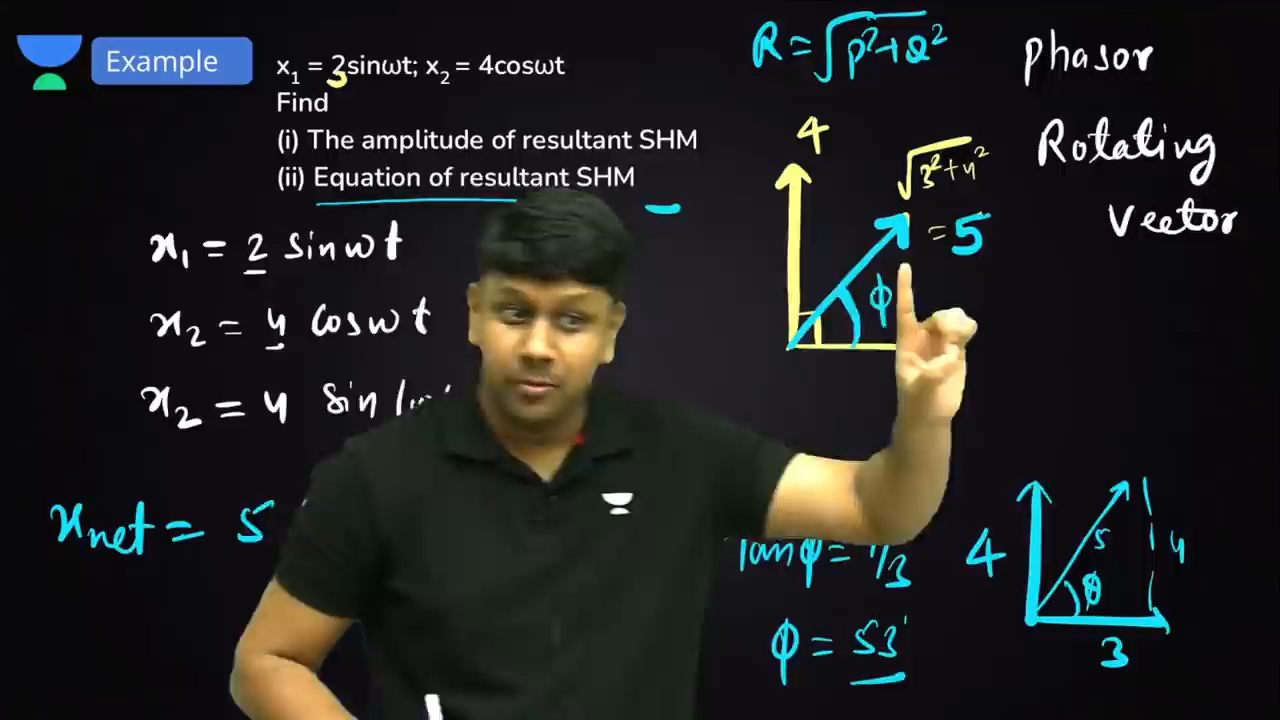 Example
x₁ = 3sinωt; x₂ = 4cosωt
Find
(i) The amplitude of resultant SHM
(ii) Equation of resultant SHM
x₁ = 2 sinωt
x₂ = 4 cosωt
x₂ = 4 sin
xnet = 5
R = √P²+Q²
4
√3²+4²
= 5
ϕ
Phasor
Rotating
Vector
tanϕ = 4/3
ϕ = 53°
4
5
4
ϕ
3